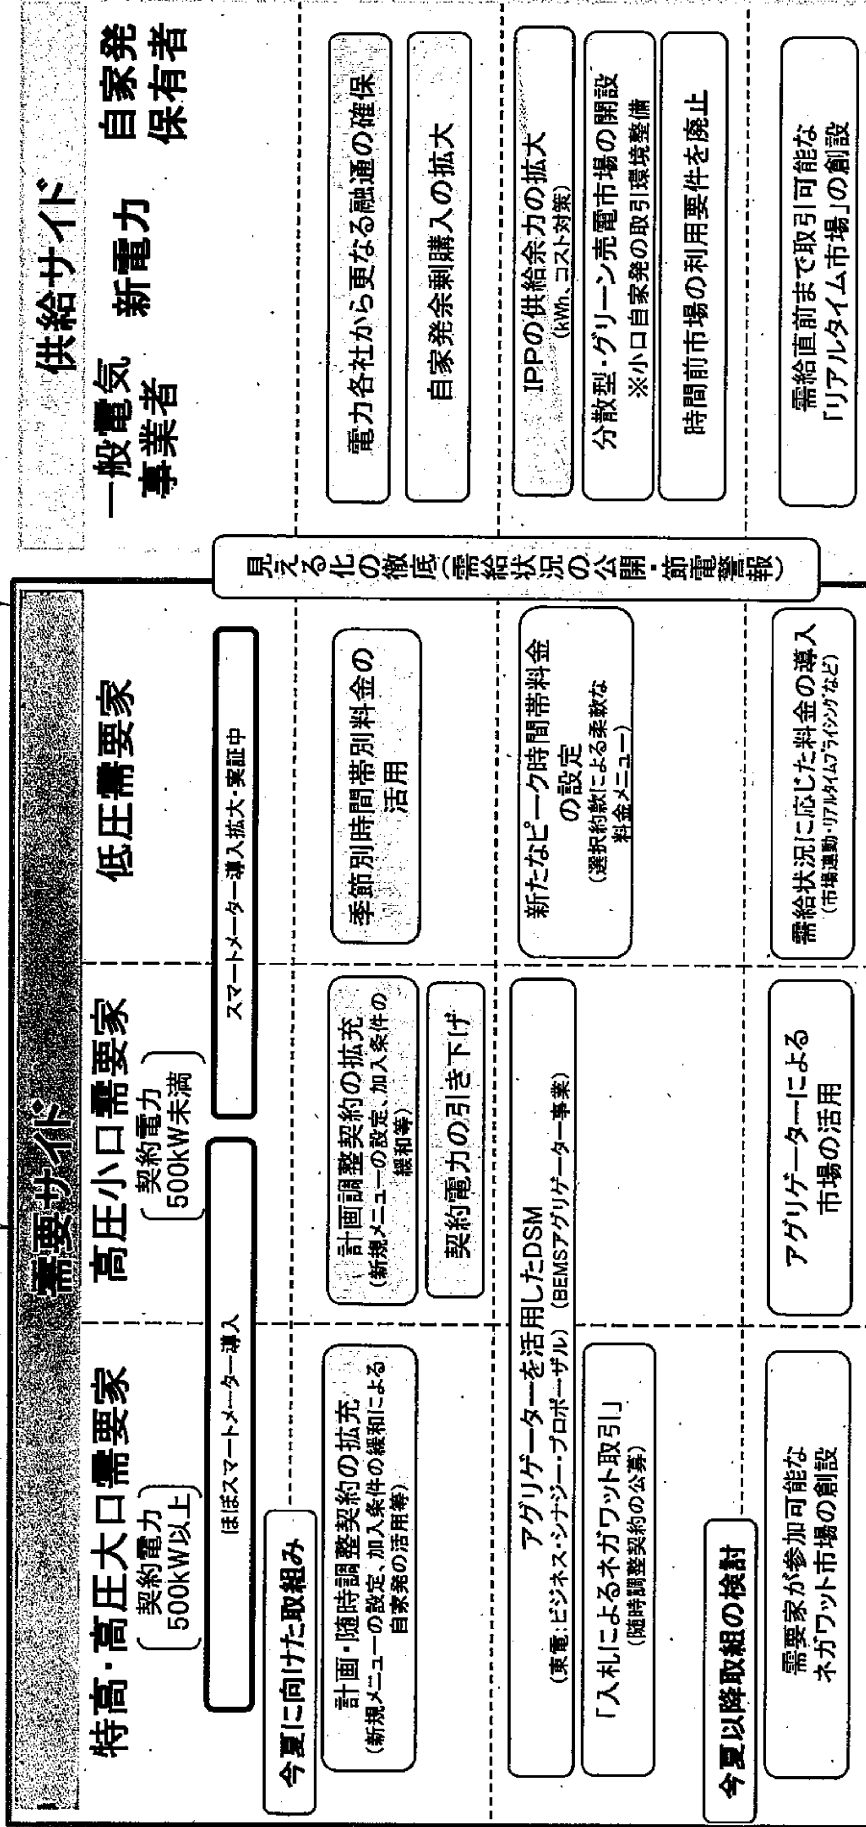 需要サイド
特高・高圧大口需要家
契約電力
500kW以上
高圧小口需要家
契約電力
500kW未満
低圧需要家
ほぼスマートメーター導入
スマートメーター導入拡大・実証中
供給サイド
一般電気
事業者
新電力
自家発
保有者
見える化の徹底(需給状況の公開・節電警報)
今夏に向けた取組み
計画・随時調整契約の拡充
(新規メニューの設定、加入条件の緩和による
自家発の活用等)
計画調整契約の拡充
(新規メニューの設定、加入条件の
緩和等)
契約電力の引き下げ
季節別時間帯別料金の
活用
電力各社から更なる融通の確保
自家発余剰購入の拡大
アグリゲーターを活用したDSM
(東電:ビジネス・シナジー・プロポーザル) (BEMSアグリゲーター事業)
「入札によるネガワット取引」
(随時調整契約の公募)
新たなピーク時間帯料金
の設定
(選択約款による柔軟な
料金メニュー)
IPPの供給余力の拡大
(kWh、コスト対策)
分散型・グリーン売電市場の開設
※小口自家発の取引環境整備
時間前市場の利用要件を廃止
今夏以降取組の検討
需要家が参加可能な
ネガワット市場の創設
アグリゲーターによる
市場の活用
需給状況に応じた料金の導入
(市場連動・リアルタイムプライシングなど)
需給直前まで取引可能な
「リアルタイム市場」の創設